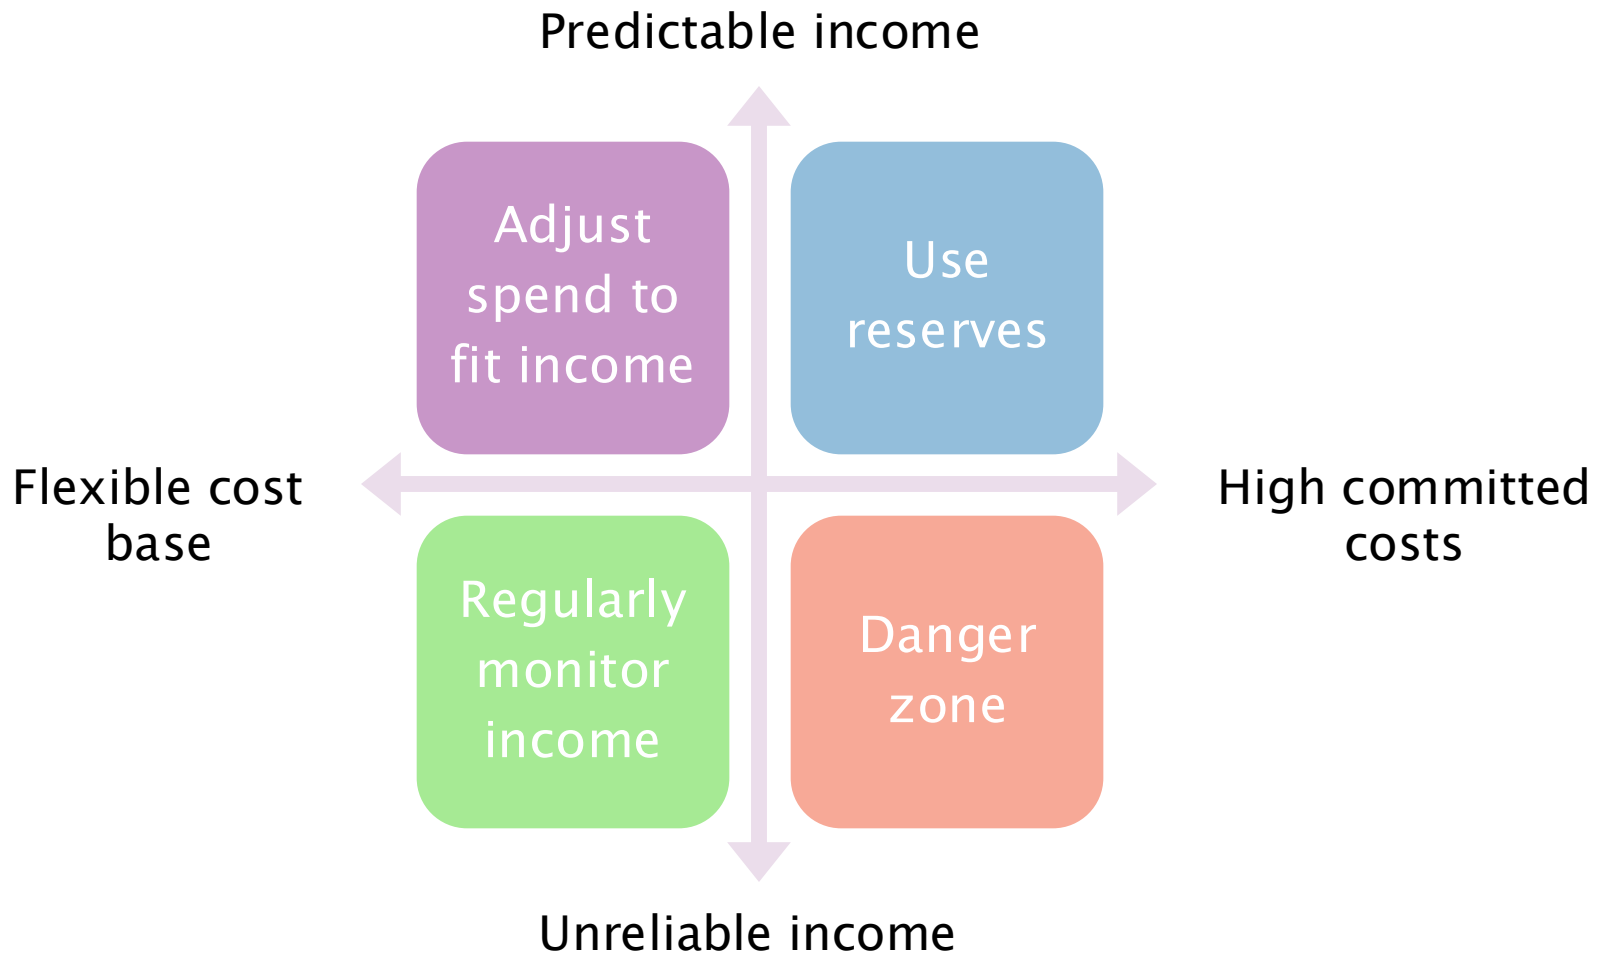 Predictable income
Adjust
spend to
fit income
Use
reserves
Flexible cost
base
High committed
costs
Regularly
monitor
income
Danger
zone
Unreliable income